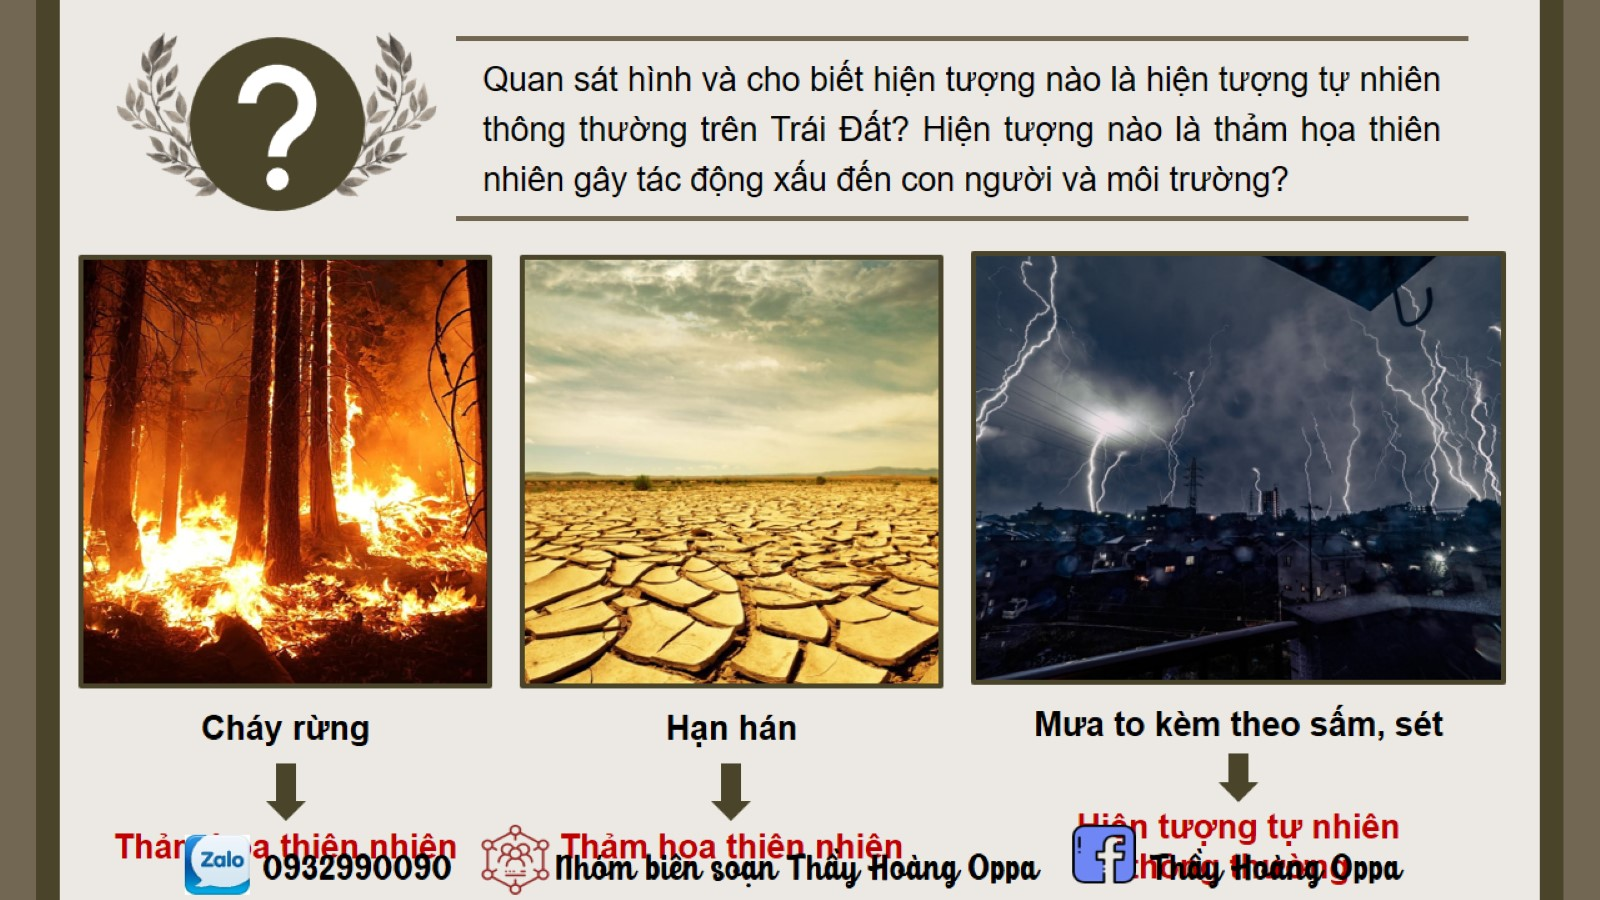 Quan sát hình và cho biết hiện tượng nào là hiện tượng tự nhiên
thông thường trên Trái Đất? Hiện tượng nào là thảm họa thiên
nhiên gây tác động xấu đến con người và môi trường?
Cháy rừng
Hạn hán
Mưa to kèm theo sấm, sét
thiên nhiên
Thảm họa thiên nhiên
Hiện tượng tự nhiên
thông thường
Zalo
0932990090
Nhóm biên soạn Thầy Hoàng Oppa
Thầy Hoàng Oppa